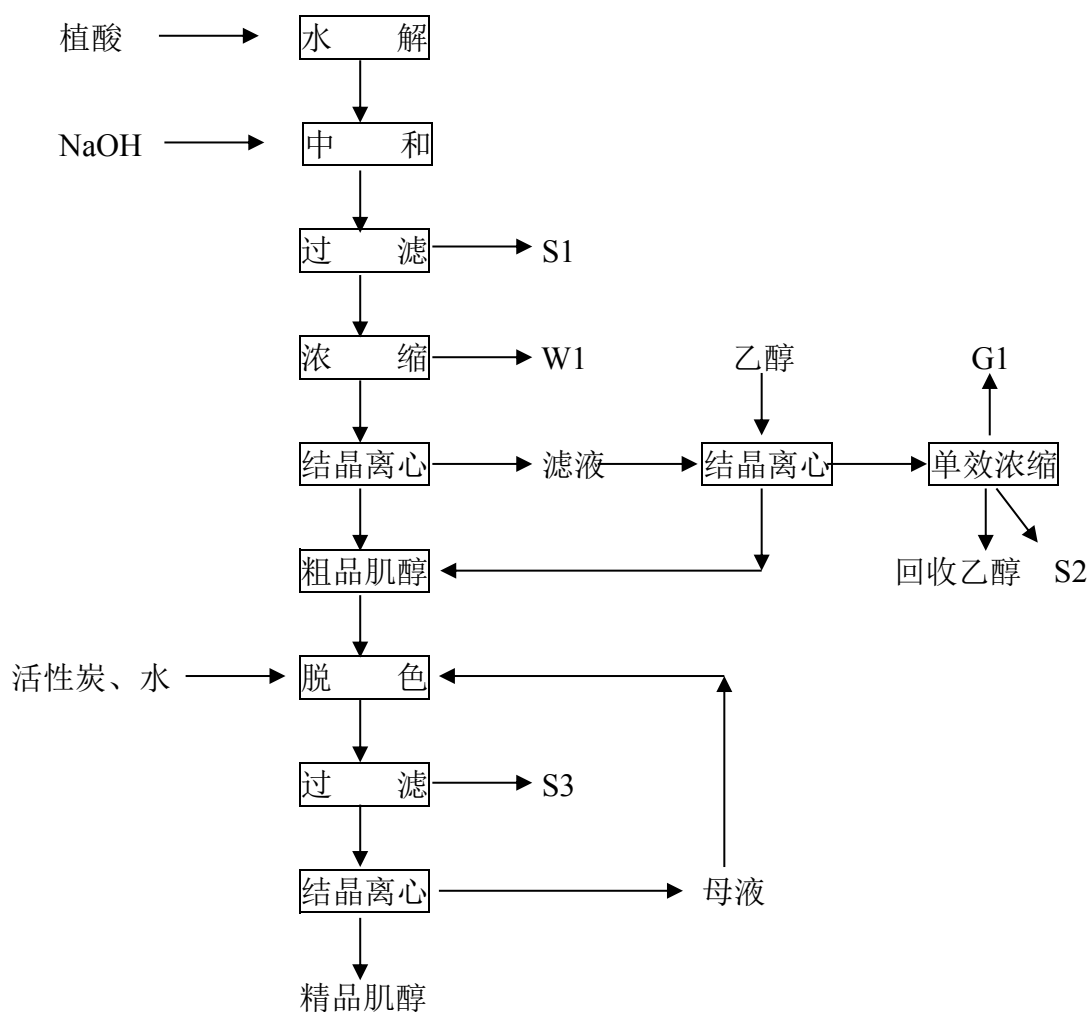 植酸 水 解
NaOH 中 和
过 滤 S1
浓 缩 W1 乙醇 G1
结晶离心 滤液 结晶离心 单效浓缩
粗品肌醇 回收乙醇 S2
活性炭、水 脱 色
过 滤 S3
结晶离心 母液
精品肌醇